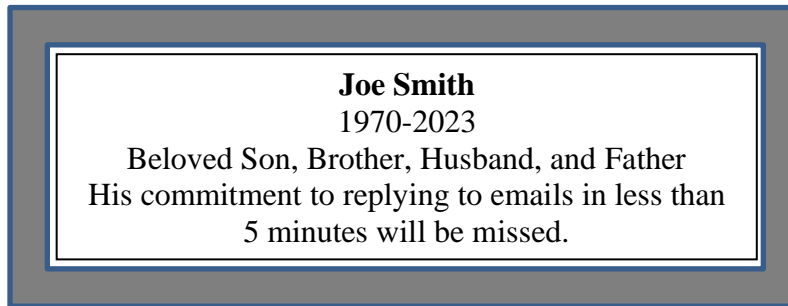 Joe Smith
1970-2023
Beloved Son, Brother, Husband, and Father
His commitment to replying to emails in less than
5 minutes will be missed.